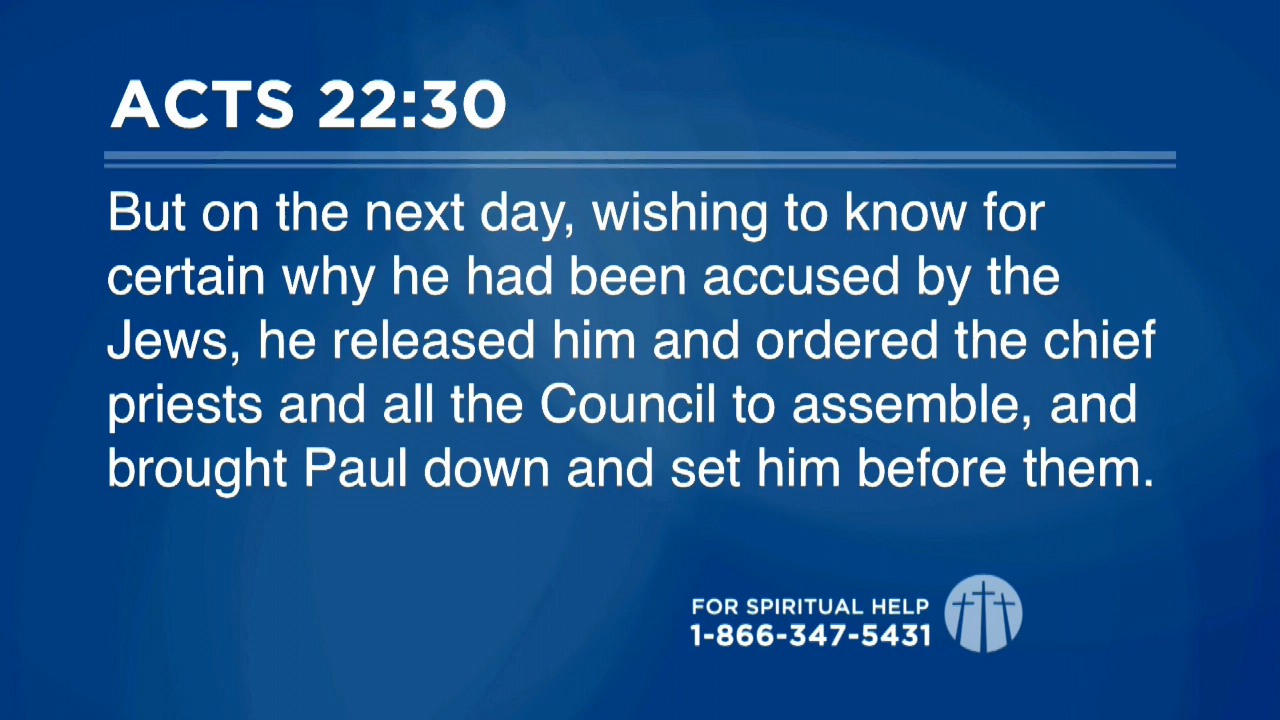 ACTS 22:30
But on the next day, wishing to know for
certain why he had been accused by the
Jews, he released him and ordered the chief
priests and all the Council to assemble, and
brought Paul down and set him before them.
FOR SPIRITUAL HELP
1-866-347-5431